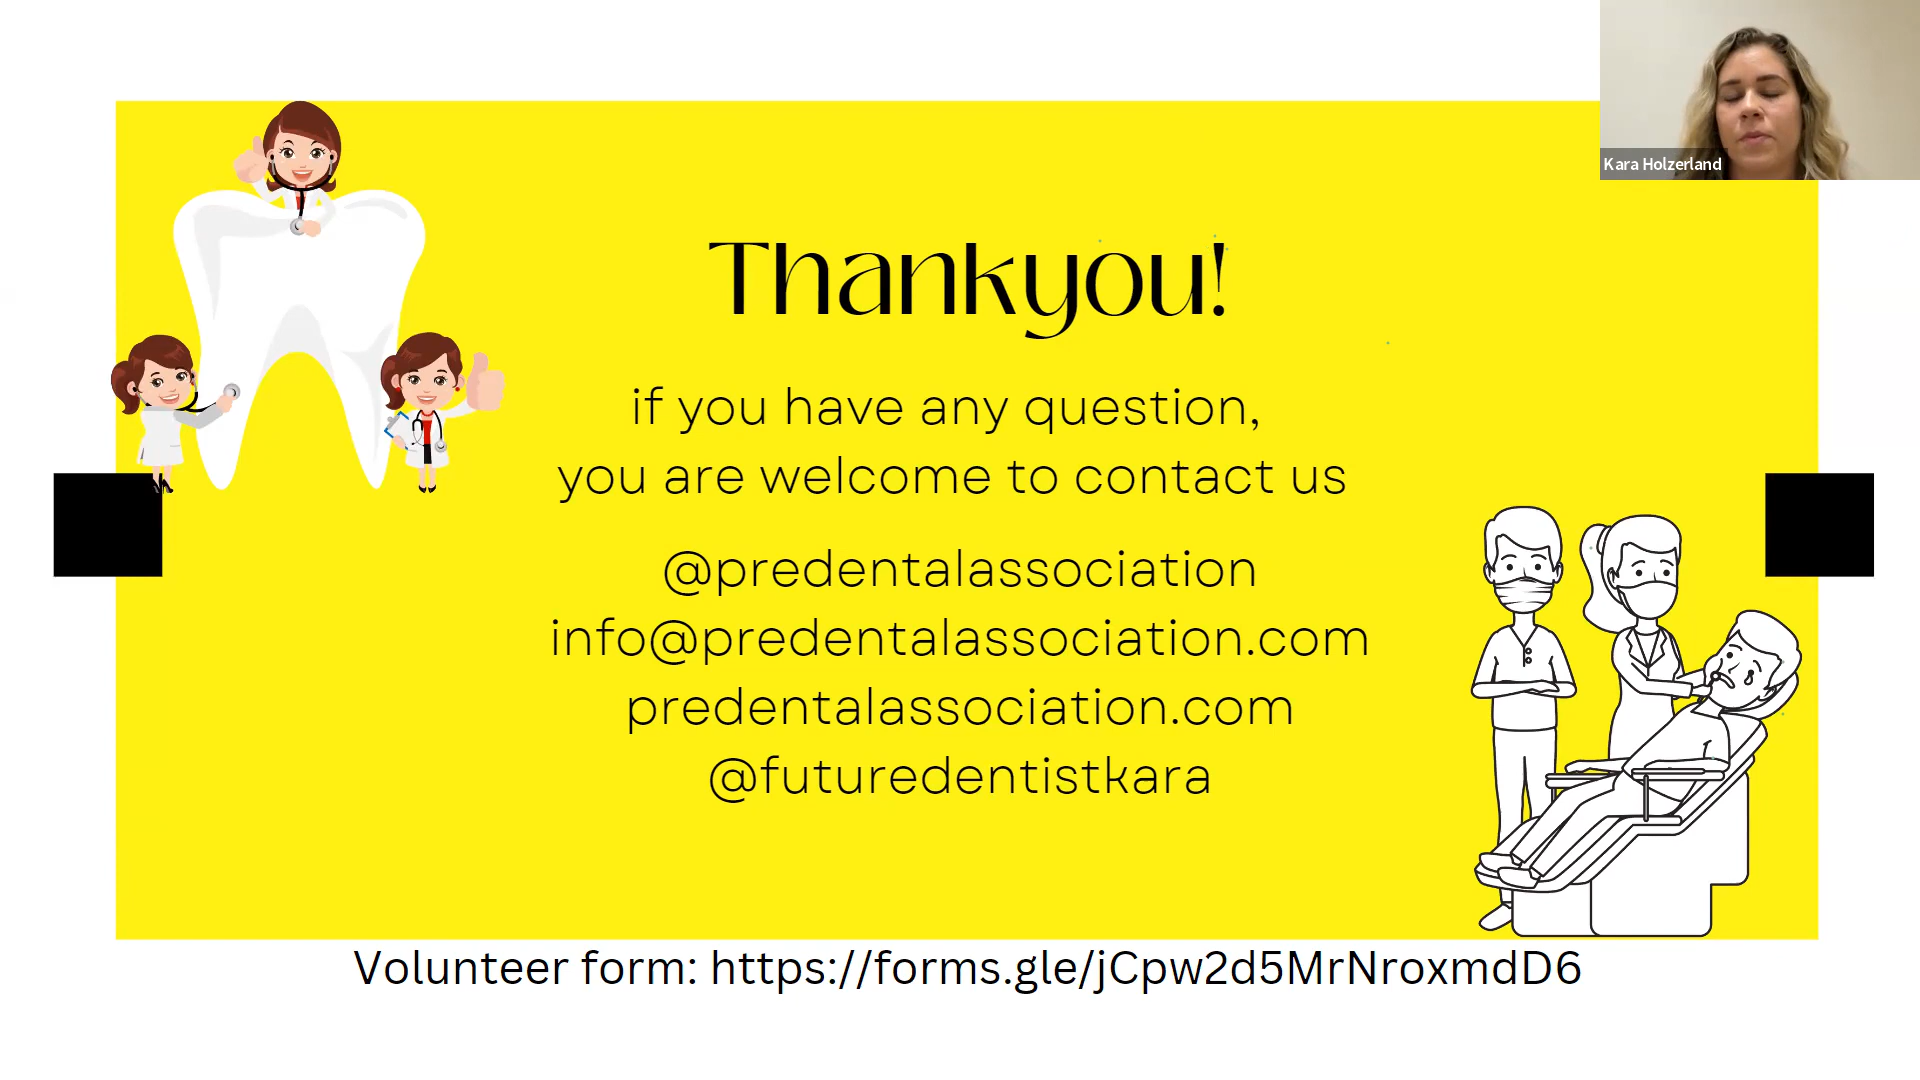 Kara Holzerland
Thankyou!
if you have any question,
you are welcome to contact us
@predentalassociation
info@predentalassociation.com
predentalassociation.com
@futuredentistkara
Volunteer form: https://forms.gle/jCpw2d5MrNroxmdD6